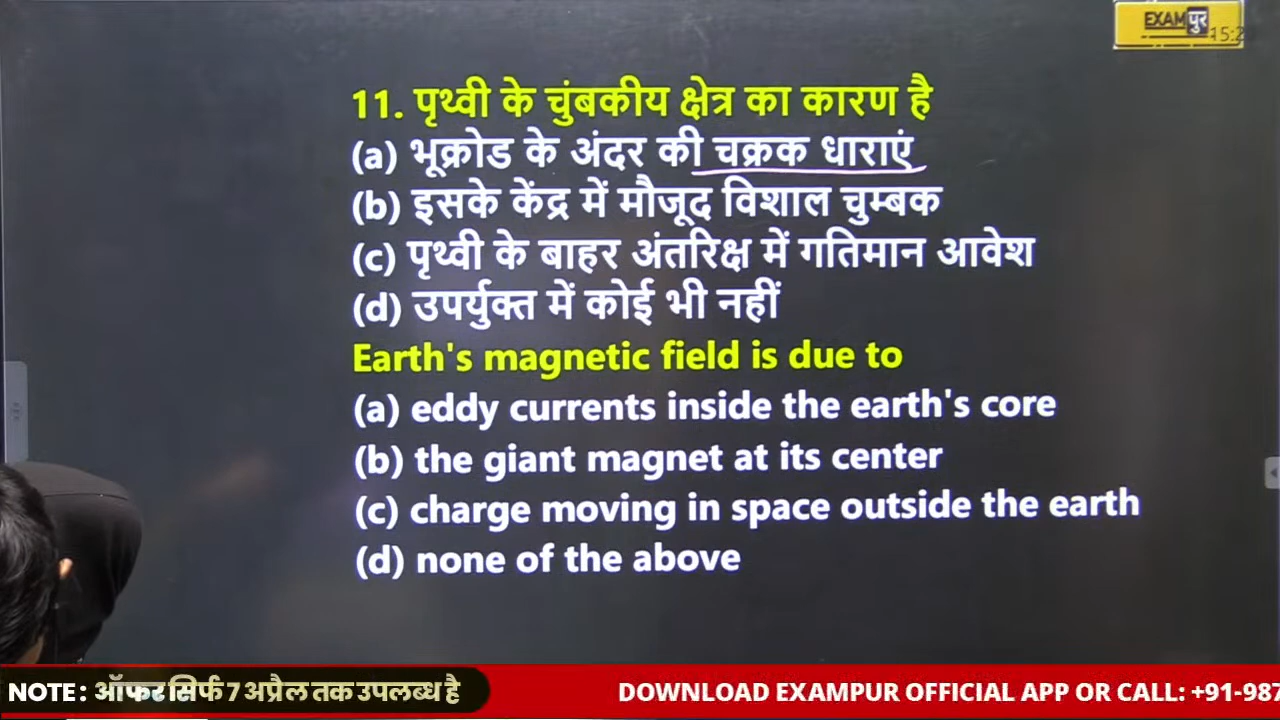 EXAMपुर
11. पृथ्वी के चुंबकीय क्षेत्र का कारण है
(a) भूक्रोड के अंदर की चक्रक धाराएं
(b) इसके केंद्र में मौजूद विशाल चुम्बक
(c) पृथ्वी के बाहर अंतरिक्ष में गतिमान आवेश
(d) उपर्युक्त में कोई भी नहीं
Earth's magnetic field is due to
(a) eddy currents inside the earth's core
(b) the giant magnet at its center
(c) charge moving in space outside the earth
(d) none of the above
NOTE : ऑफर सिर्फ 7 अप्रैल तक उपलब्ध है
DOWNLOAD EXAMPUR OFFICIAL APP OR CALL: +91-987